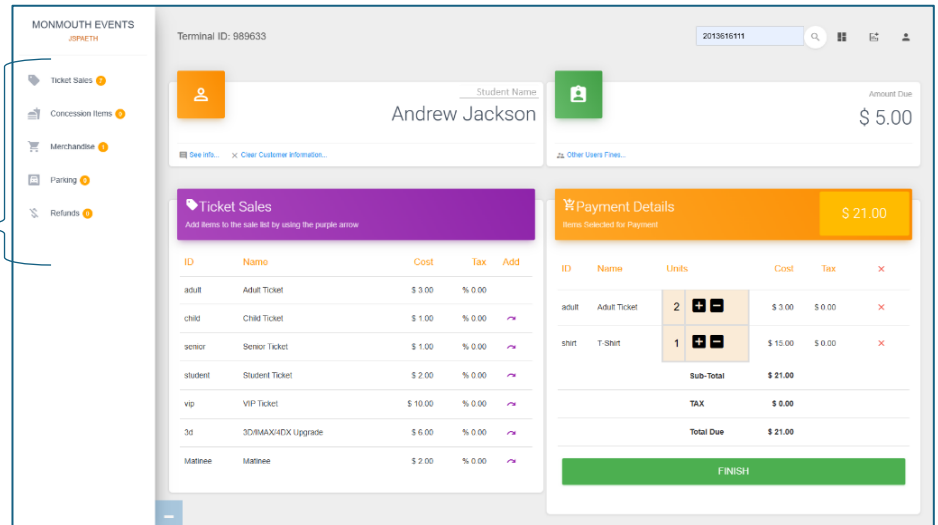 MONMOUTH EVENTS
JSPAETH
Ticket Sales 7
Concession Items 0
Merchandise 1
Parking 0
Refunds 0
Terminal ID: 989633
2013616111
Student Name
Andrew Jackson
See info...
Clear Customer Information...
Amount Due
$ 5.00
Other Users Fines...
Ticket Sales
Add items to the sale list by using the purple arrow
ID Name Cost Tax Add
adult Adult Ticket $ 3.00 % 0.00
child Child Ticket $ 1.00 % 0.00
senior Senior Ticket $ 1.00 % 0.00
student Student Ticket $ 2.00 % 0.00
vip VIP Ticket $ 10.00 % 0.00
3d 3D/IMAX/4DX Upgrade $ 6.00 % 0.00
Matinee Matinee $ 2.00 % 0.00
Payment Details
Items Selected for Payment
$ 21.00
ID Name Units Cost Tax ×
adult Adult Ticket 2 + - $ 3.00 $ 0.00 ×
shirt T-Shirt 1 + - $ 15.00 $ 0.00 ×
Sub-Total $ 21.00
TAX $ 0.00
Total Due $ 21.00
FINISH